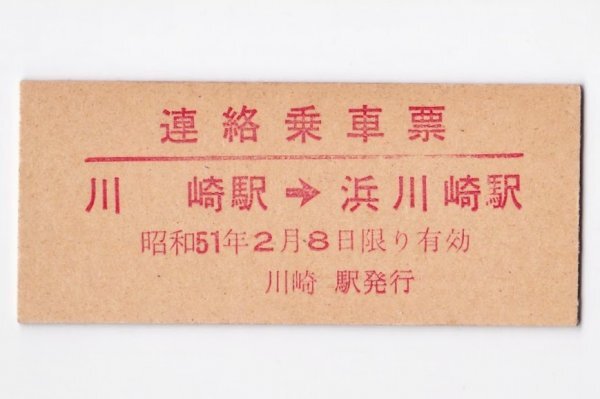 連絡乗車票
川崎駅➔浜川崎駅
昭和51年2月8日限り有効
川崎 駅発行